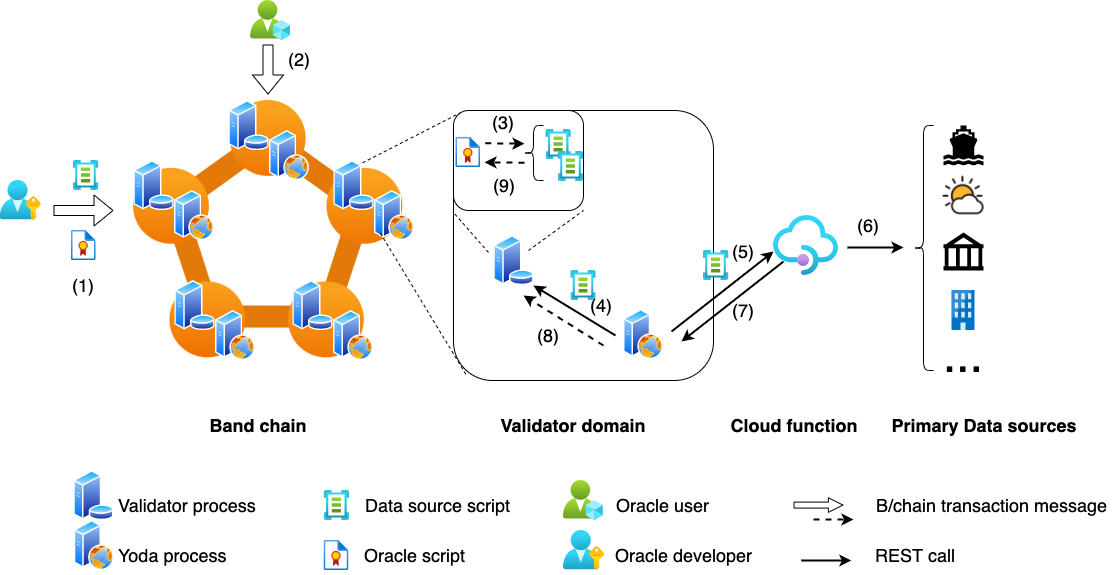 (2)
(3)
(9)
(1)
(5)
(6)
(4)
(7)
(8)
...
Band chain
Validator domain
Cloud function
Primary Data sources
Validator process
Data source script
Oracle user
B/chain transaction message
Yoda process
Oracle script
Oracle developer
REST call